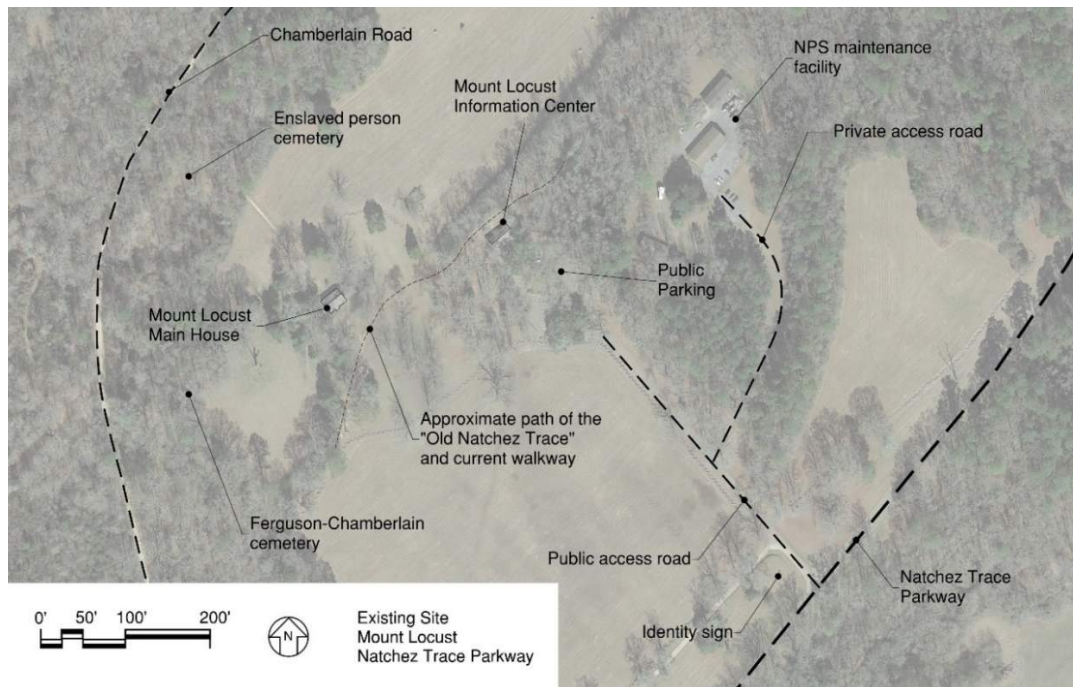 Chamberlain Road
Enslaved person
cemetery
Mount Locust
Information Center
NPS maintenance
facility
Private access road
Public
Parking
Mount Locust
Main House
Approximate path of the
"Old Natchez Trace"
and current walkway
Ferguson-Chamberlain
cemetery
Public access road
Natchez Trace
Parkway
Identity sign
0' 50' 100' 200'
N
Existing Site
Mount Locust
Natchez Trace Parkway